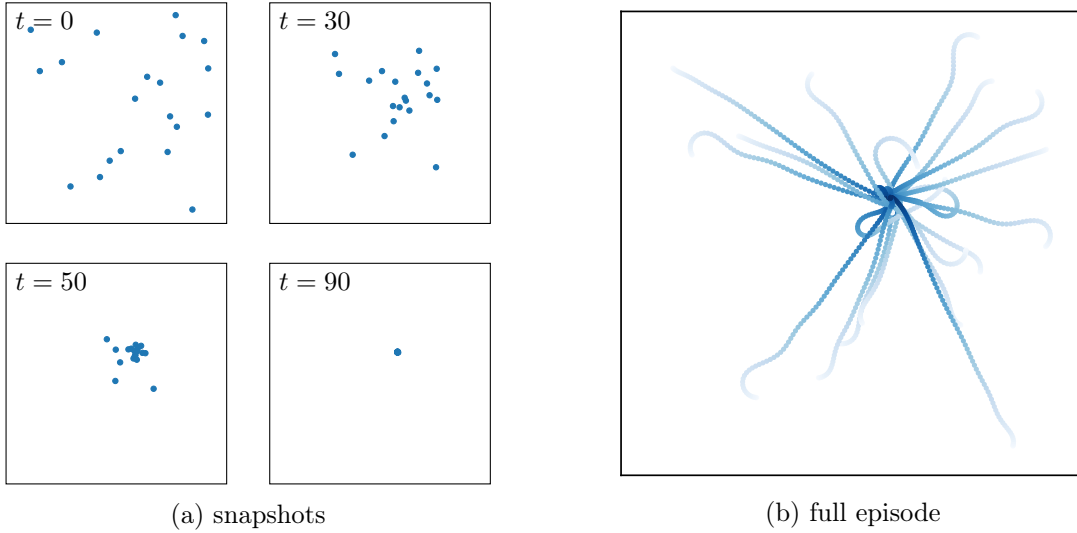 t = 0
t = 30
t = 50
t = 90
(a) snapshots
(b) full episode